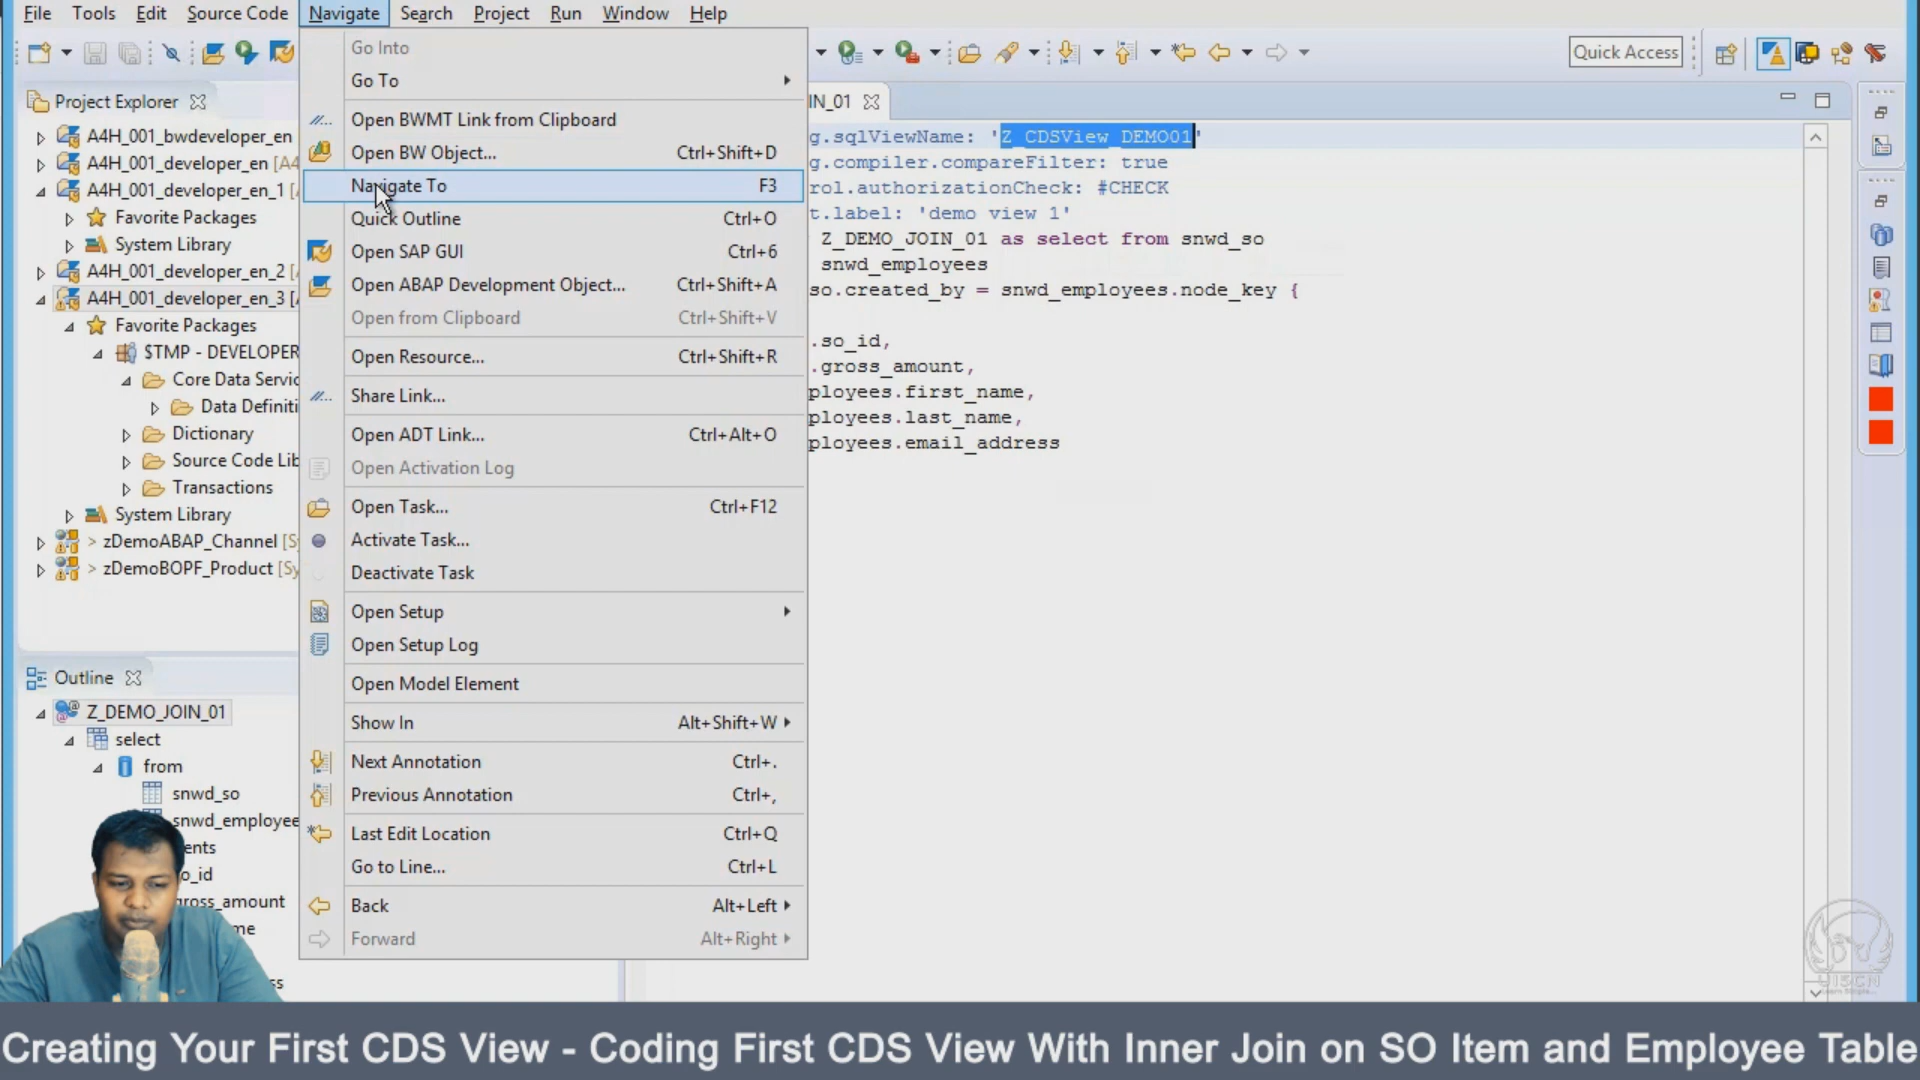 File Tools Edit Source Code Navigate Search Project Run Window Help
Quick Access
Project Explorer
A4H_001_bwdeveloper_en
A4H_001_developer_en [A4
A4H_001_developer_en_1
Favorite Packages
System Library
A4H_001_developer_en_2 [
A4H_001_developer_en_3 [
Favorite Packages
$TMP - DEVELOPER
Core Data Servic
Data Definiti
Dictionary
Source Code Lib
Transactions
System Library
> zDemoABAP_Channel [Sy
> zDemoBOPF_Product [Sy
Outline
Z_DEMO_JOIN_01
select
from
snwd_so
snwd_employee
ents
o_id
gross_amount
me
ss
Go Into
Go To
Open BWMT Link from Clipboard
Open BW Object... Ctrl+Shift+D
Navigate To F3
Quick Outline Ctrl+O
Open SAP GUI Ctrl+6
Open ABAP Development Object... Ctrl+Shift+A
Open from Clipboard Ctrl+Shift+V
Open Resource... Ctrl+Shift+R
Share Link...
Open ADT Link... Ctrl+Alt+O
Open Activation Log
Open Task... Ctrl+F12
Activate Task...
Deactivate Task
Open Setup
Open Setup Log
Open Model Element
Show In Alt+Shift+W
Next Annotation Ctrl+.
Previous Annotation Ctrl+,
Last Edit Location Ctrl+Q
Go to Line... Ctrl+L
Back Alt+Left
Forward Alt+Right
IN_01
g.sqlViewName: 'Z_CDSView_DEMO01'
g.compiler.compareFilter: true
rol.authorizationCheck: #CHECK
t.label: 'demo view 1'
Z_DEMO_JOIN_01 as select from snwd_so
snwd_employees
so.created_by = snwd_employees.node_key {
.so_id,
.gross_amount,
ployees.first_name,
ployees.last_name,
ployees.email_address
Creating Your First CDS View - Coding First CDS View With Inner Join on SO Item and Employee Table